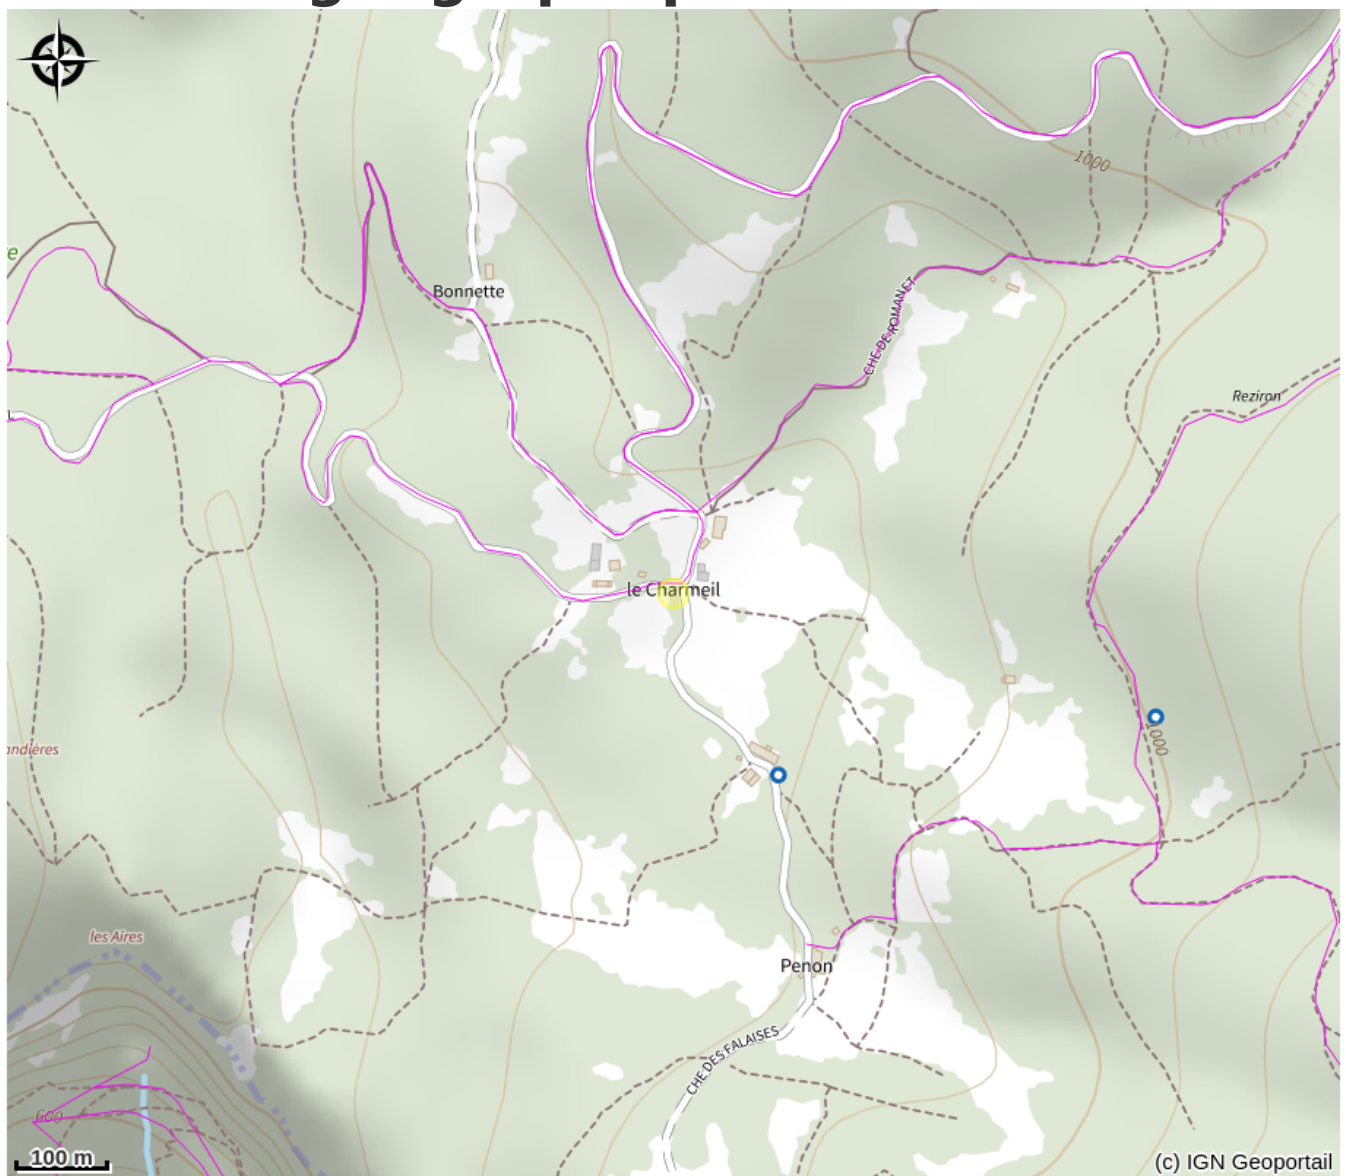 1000
e
CHE DE ROMANET
Bonnette
Reziron
le Charmeil
1000
andières
les Aires
Penon
CHE DES FALAISES
600
100 m
(c) IGN Geoportail